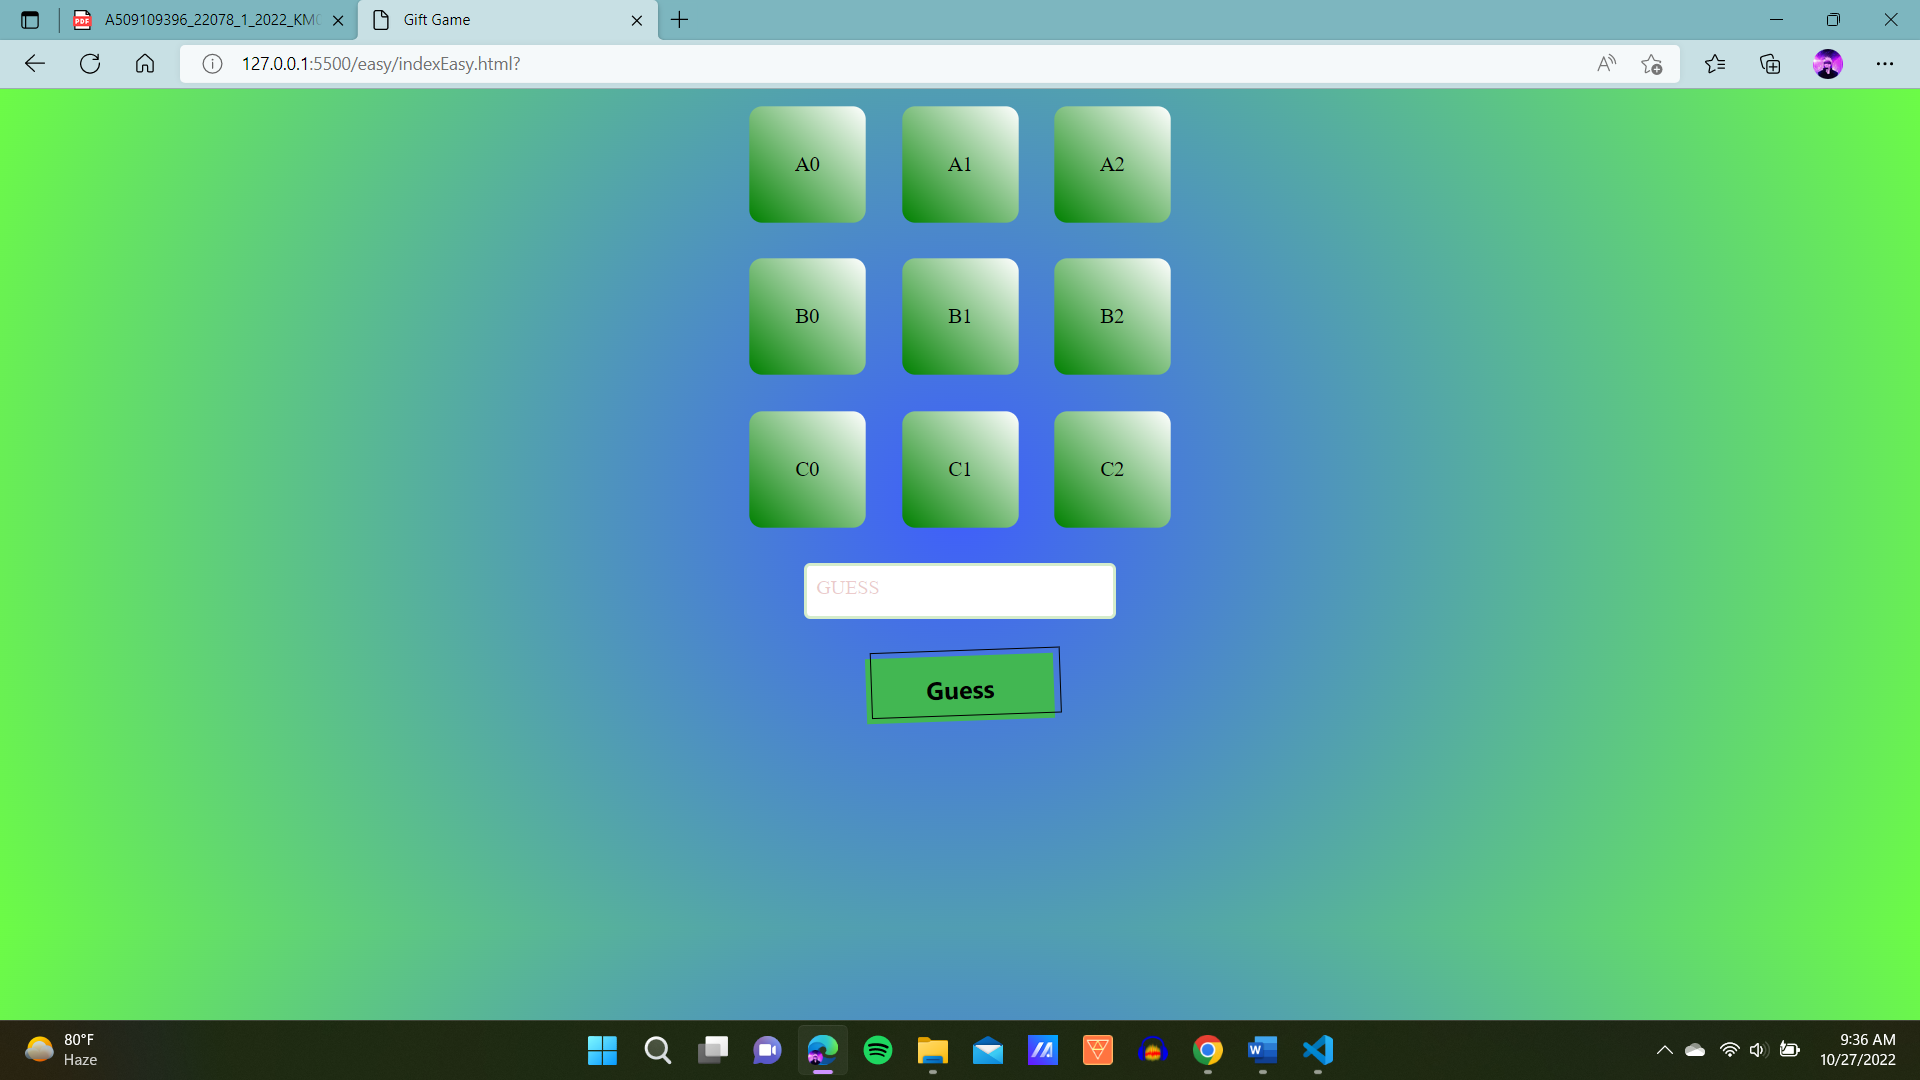 A509109396_22078_1_2022_KM
Gift Game
127.0.0.1:5500/easy/indexEasy.html?
A0 A1 A2
B0 B1 B2
C0 C1 C2
GUESS
Guess
80°F
Haze
9:36 AM
10/27/2022